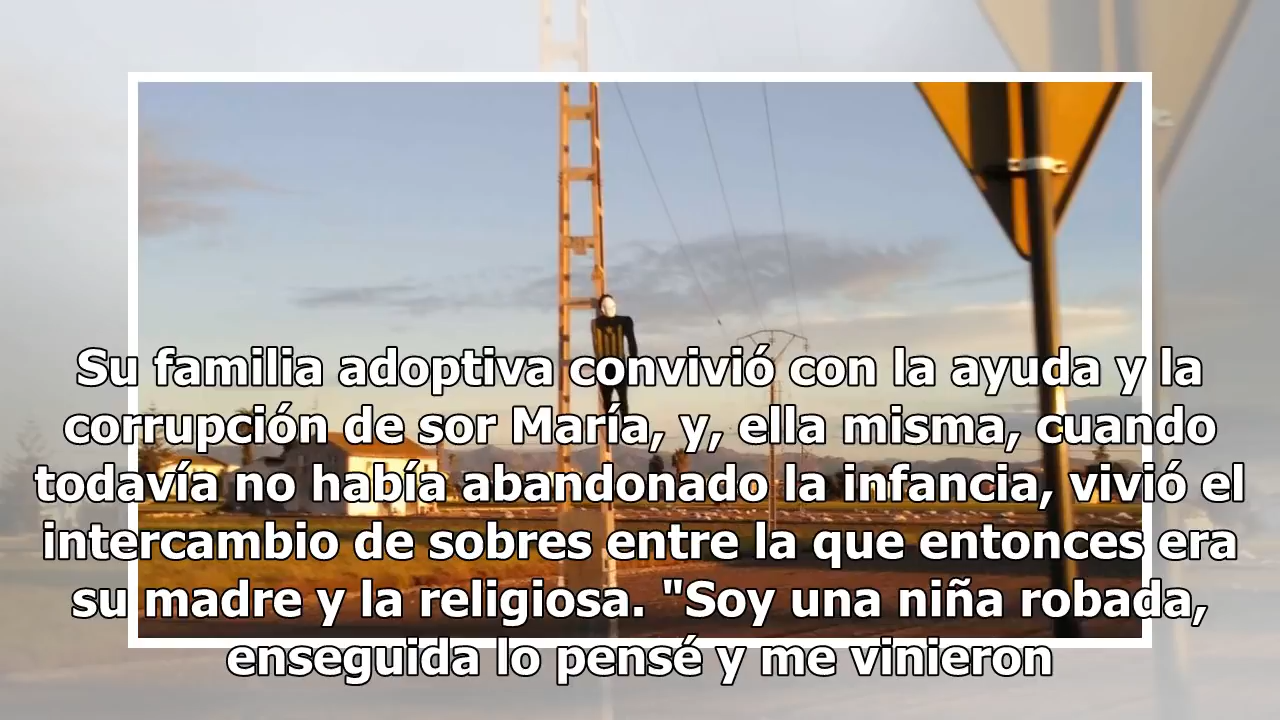 Su familia adoptiva convivió con la ayuda y la
corrupción de sor María, y, ella misma, cuando
todavía no había abandonado la infancia, vivió el
intercambio de sobres entre la que entonces era
su madre y la religiosa. "Soy una niña robada,
enseguida lo pensé y me vinieron